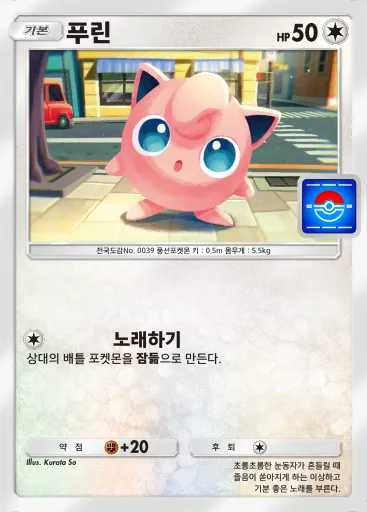 기본 푸린 HP 50
전국도감No. 0039 풍선포켓몬 키 : 0.5m 몸무게 : 5.5kg
노래하기
상대의 배틀 포켓몬을 잠듦으로 만든다.
약점 +20 후퇴
Illus. Kurata So
초롱초롱한 눈동자가 흔들릴 때
졸음이 쏟아지게 하는 이상하고
기분 좋은 노래를 부른다.